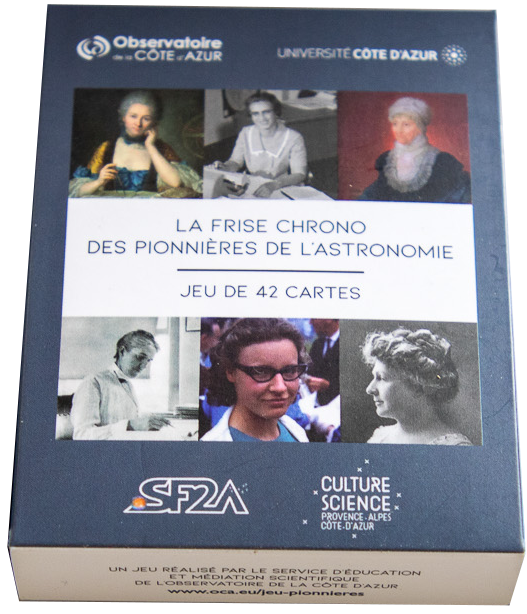 Observatoire
de la CÔTE d'AZUR
UNIVERSITÉ CÔTE D'AZUR
LA FRISE CHRONO
DES PIONNIÈRES DE L'ASTRONOMIE
JEU DE 42 CARTES
SF2A
CULTURE
SCIENCE
PROVENCE-ALPES
CÔTE-D'AZUR
UN JEU RÉALISÉ PAR LE SERVICE D'ÉDUCATION
ET MÉDIATION SCIENTIFIQUE
DE L'OBSERVATOIRE DE LA CÔTE D'AZUR
www.oca.eu/jeu-pionnieres